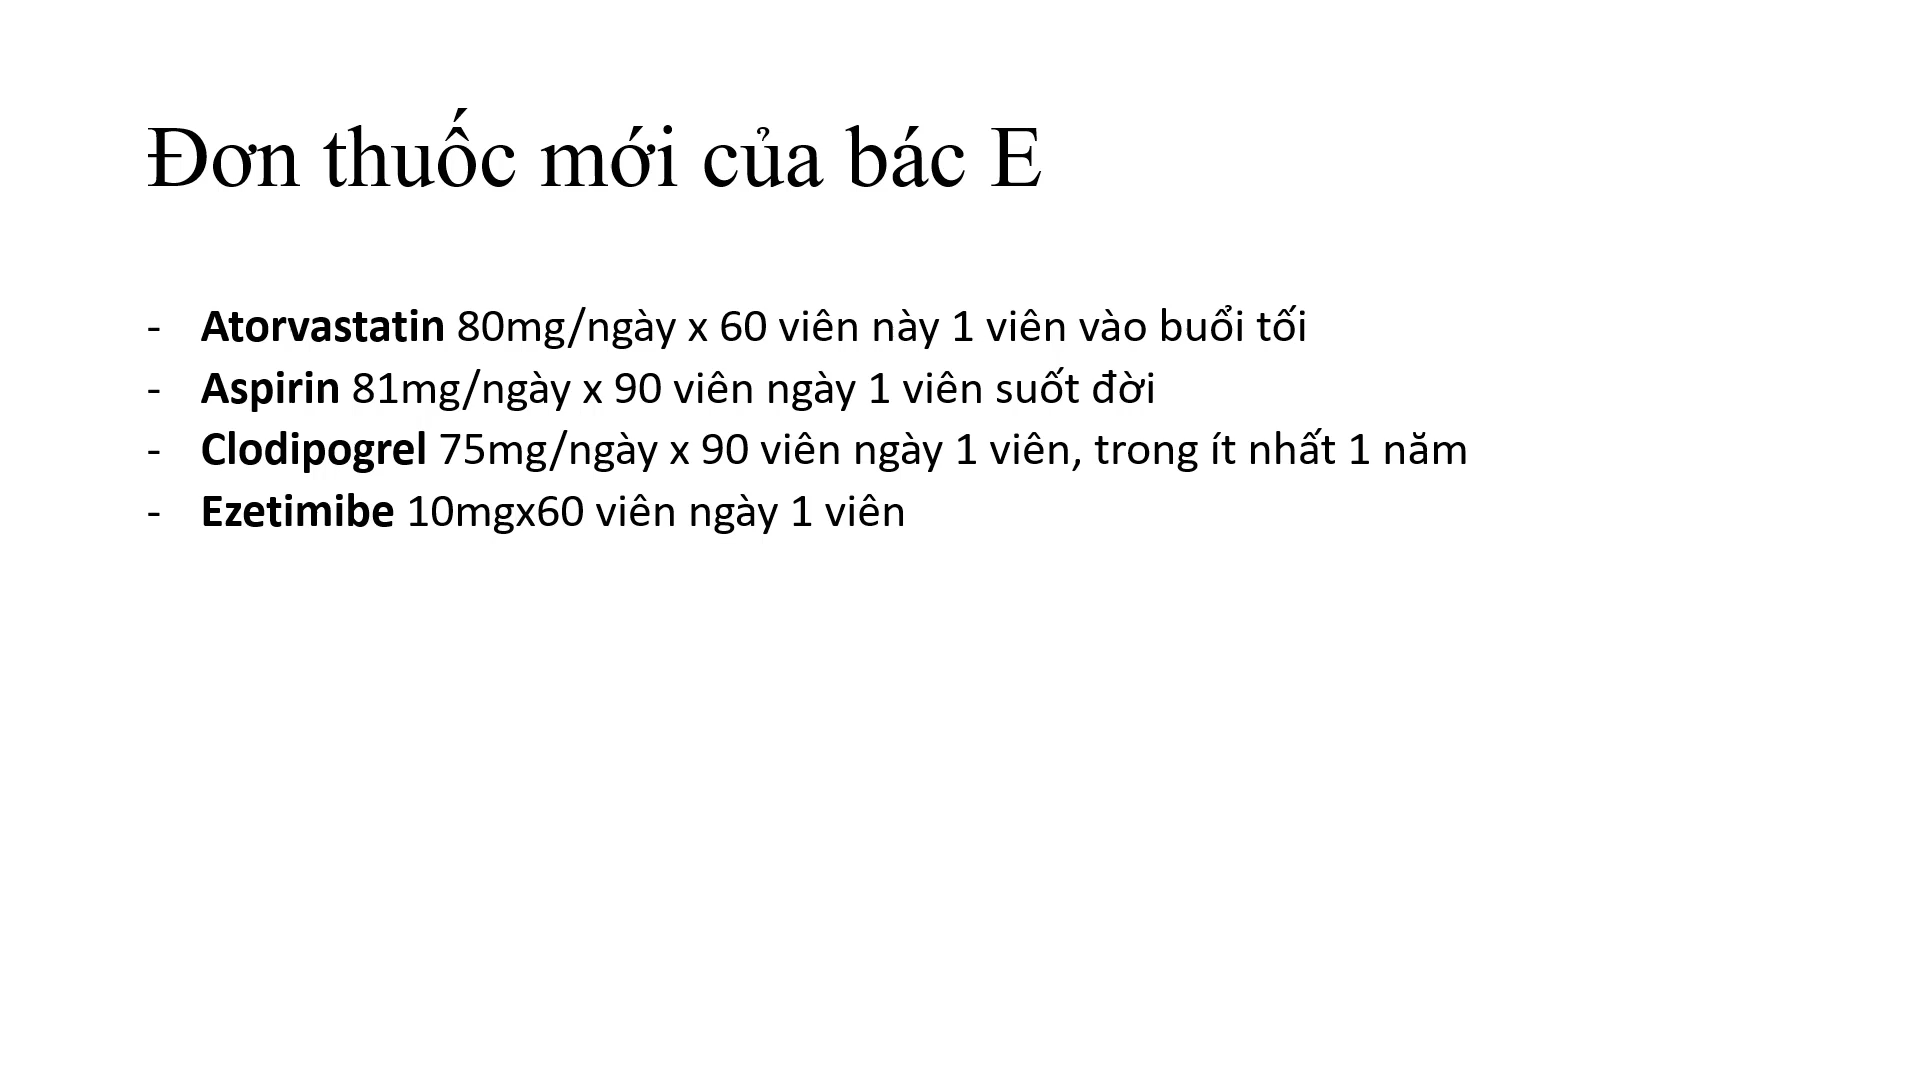 Đơn thuốc mới của bác E
- Atorvastatin 80mg/ngày x 60 viên này 1 viên vào buổi tối
- Aspirin 81mg/ngày x 90 viên ngày 1 viên suốt đời
- Clodipogrel 75mg/ngày x 90 viên ngày 1 viên, trong ít nhất 1 năm
- Ezetimibe 10mgx60 viên ngày 1 viên